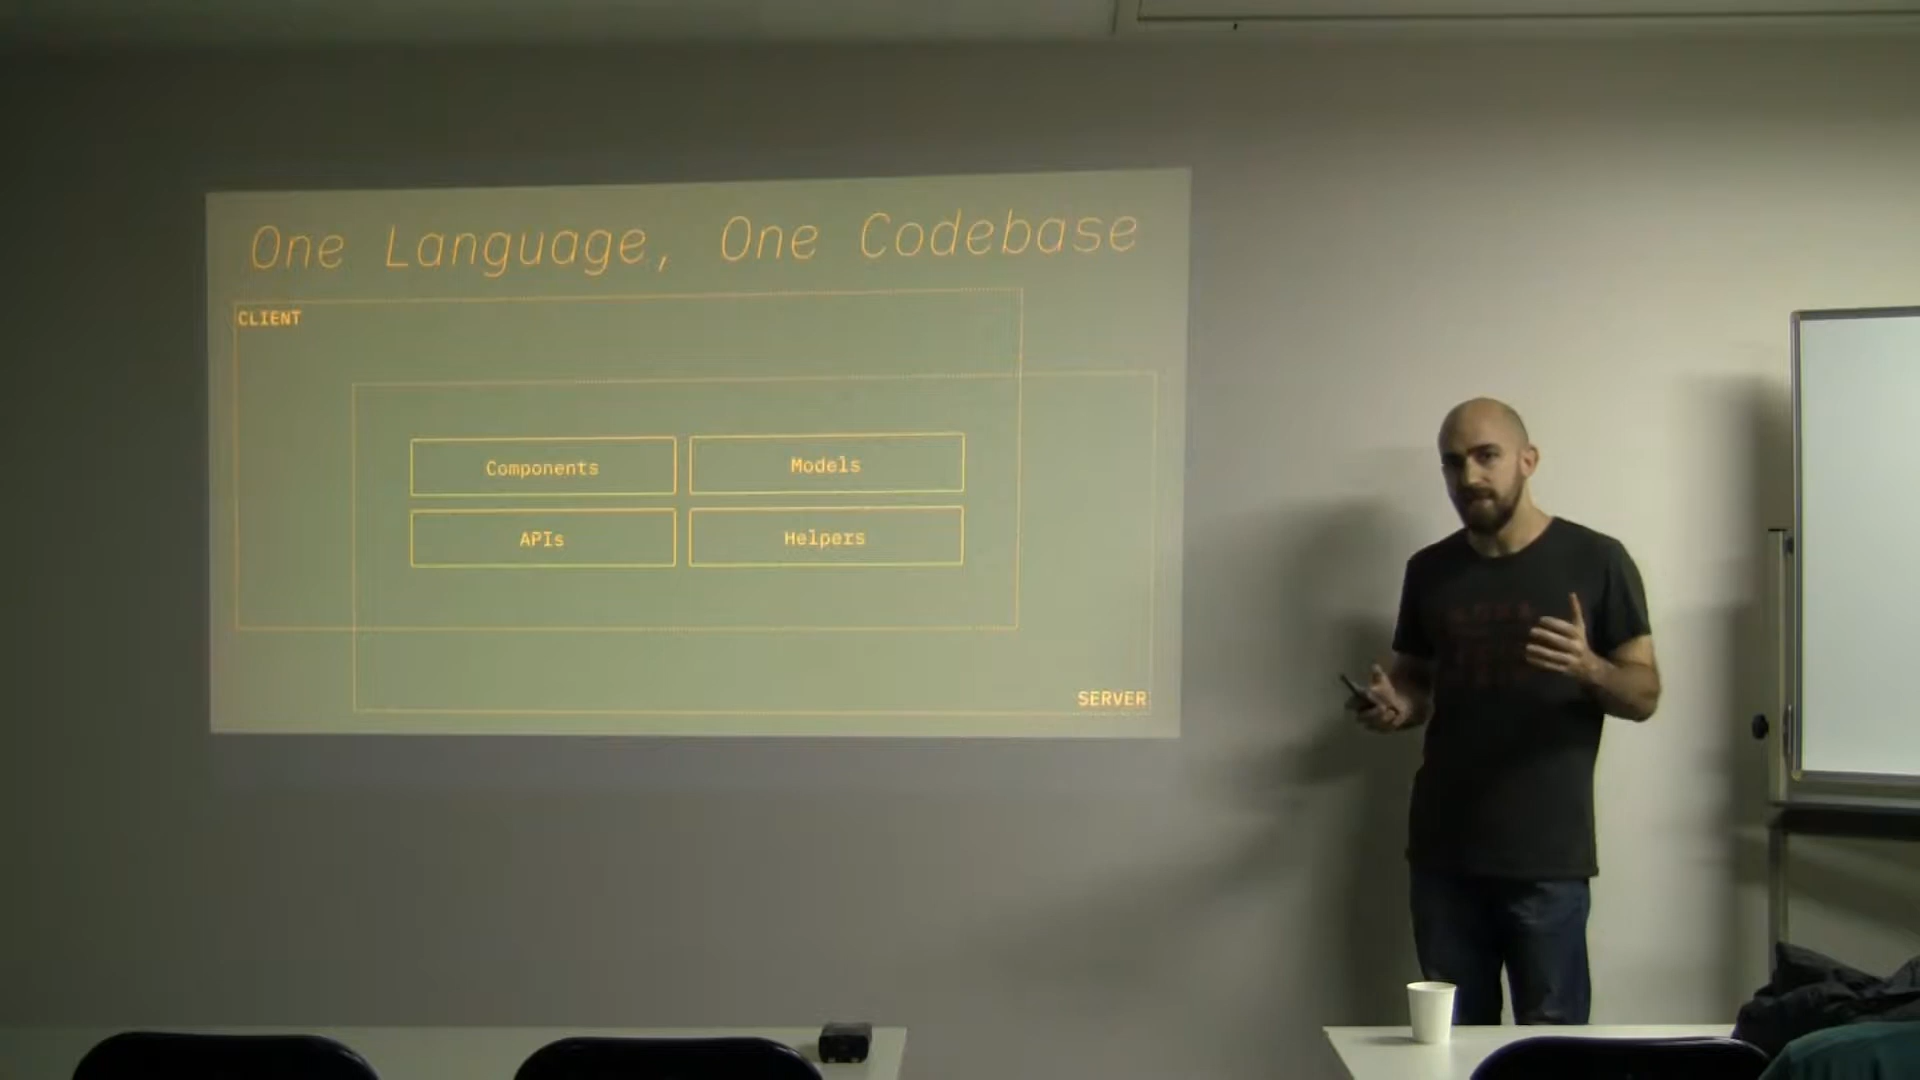 One Language, One Codebase
CLIENT
Components
Models
APIs
Helpers
SERVER